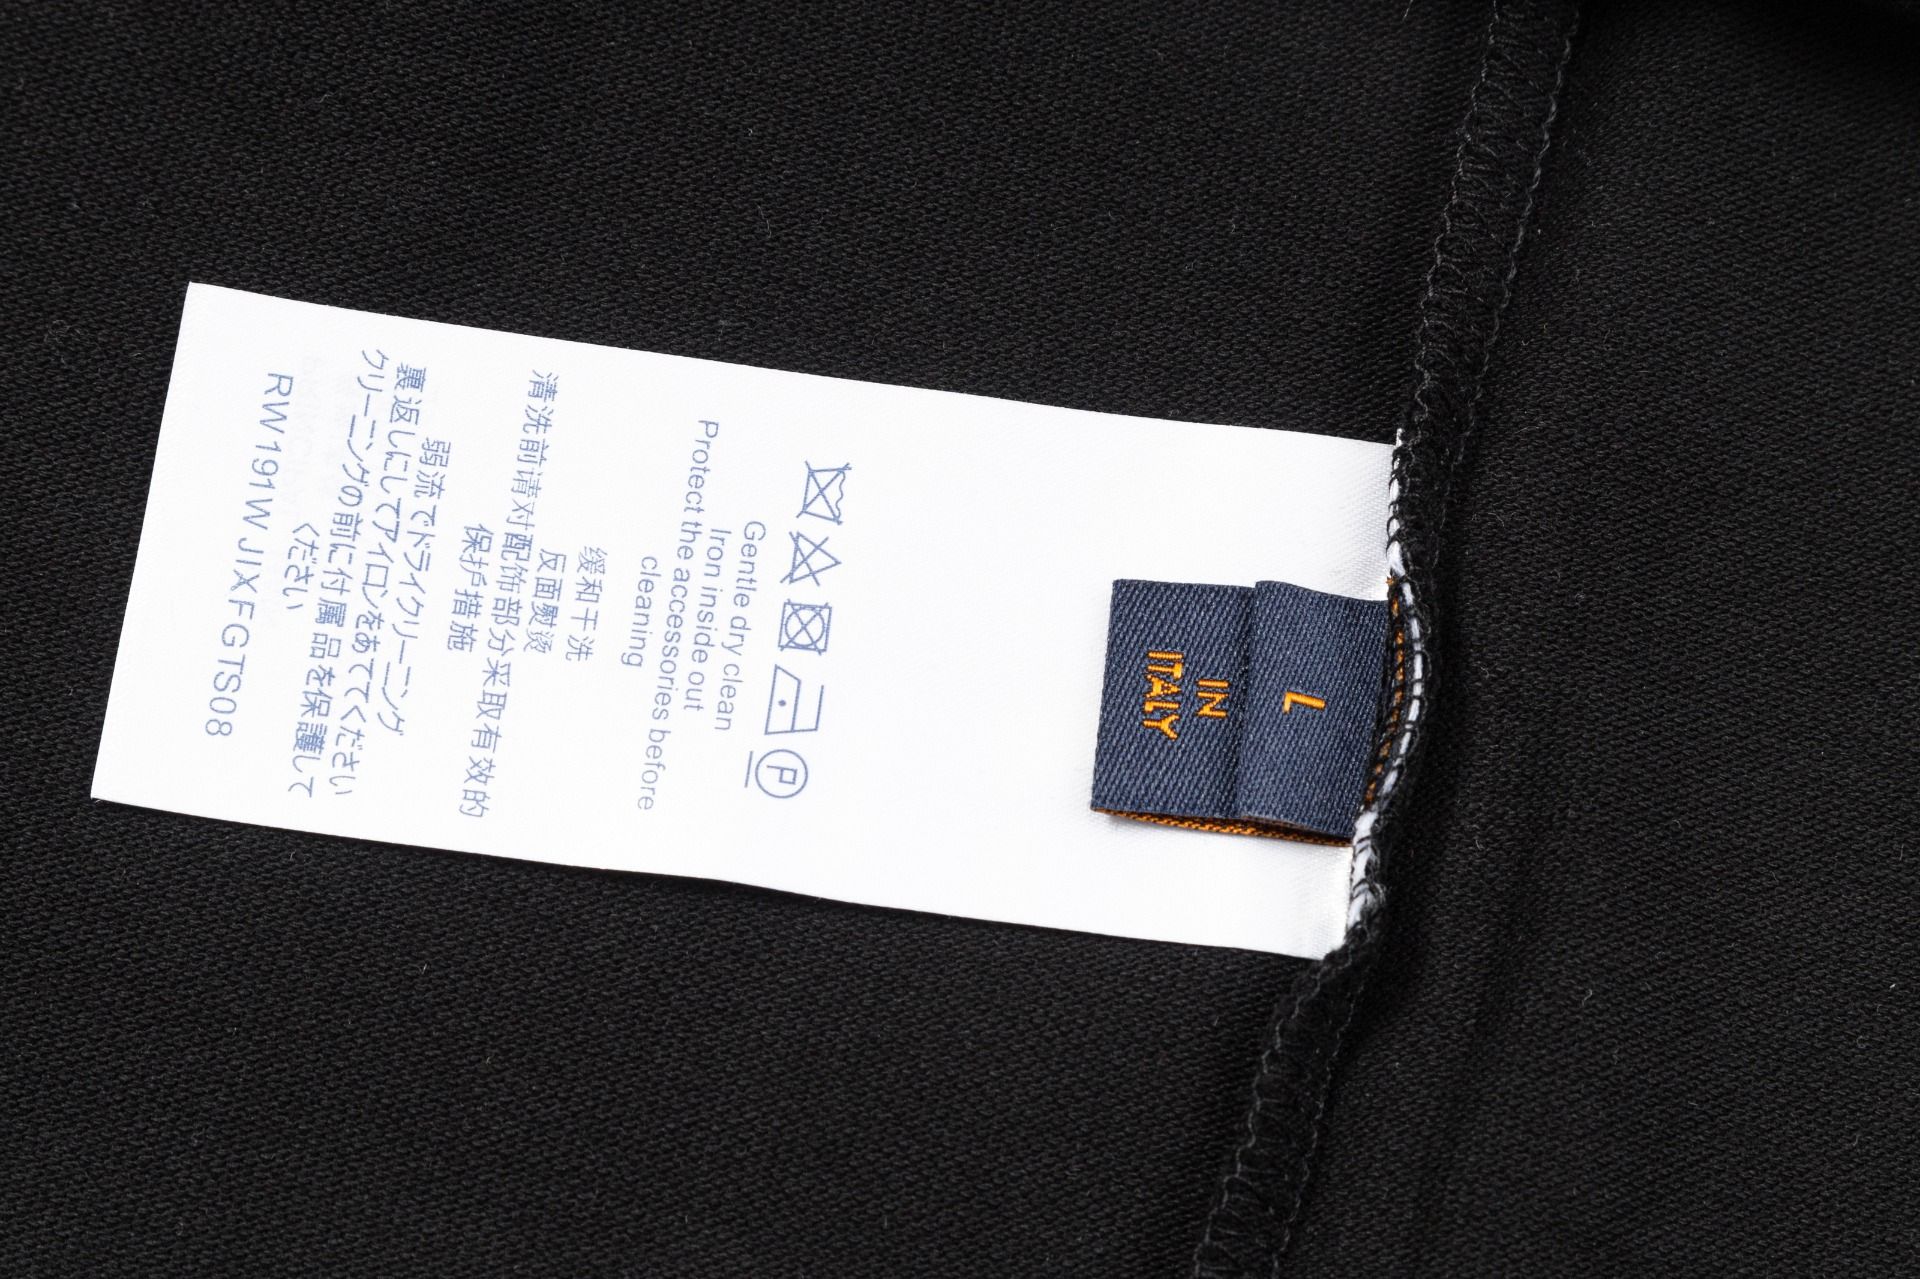 L
IN
ITALY
P
Gentle dry clean
Iron inside out
Protect the accessories before
cleaning
缓和干洗
反面熨烫
清洗前请对配饰部分采取有效的
保护措施
弱流でドライクリーニング
裏返しにしてアイロンをあててください
クリーニングの前に付属品を保護して
ください
RW191WJIXFGTS08